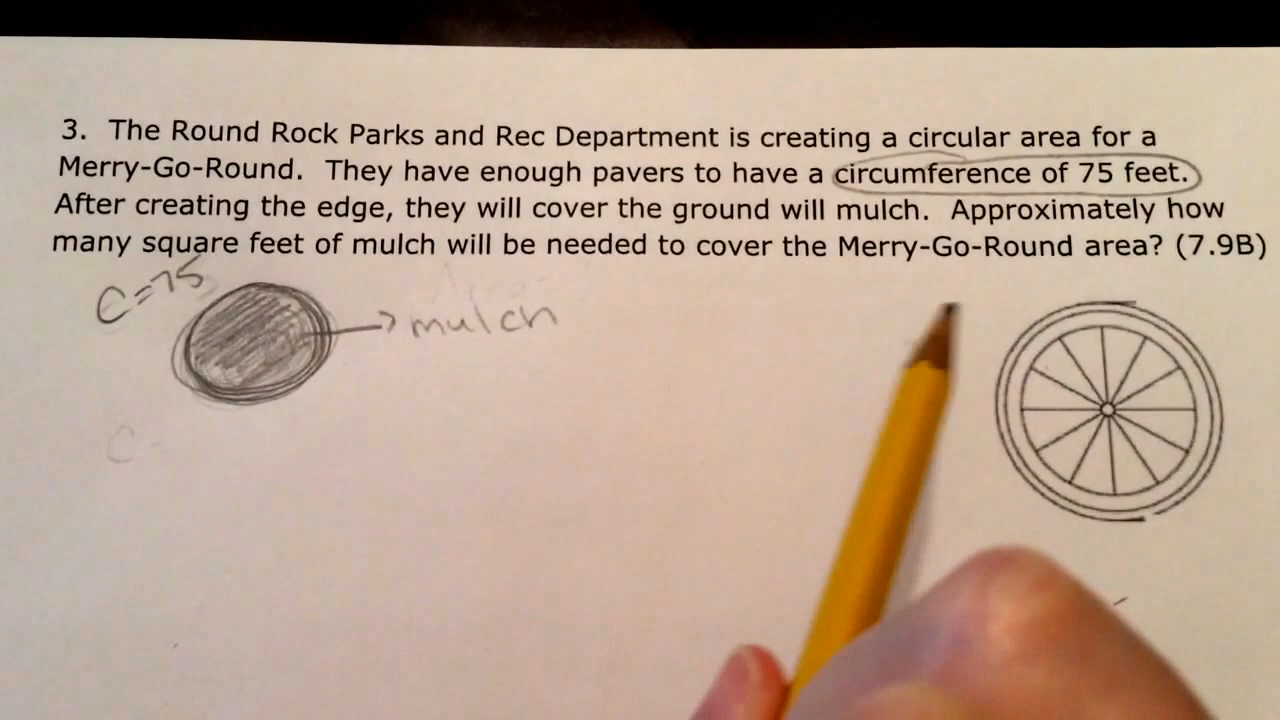 3. The Round Rock Parks and Rec Department is creating a circular area for a
Merry-Go-Round. They have enough pavers to have a circumference of 75 feet.
After creating the edge, they will cover the ground will mulch. Approximately how
many square feet of mulch will be needed to cover the Merry-Go-Round area? (7.9B)
C=75
mulch
C